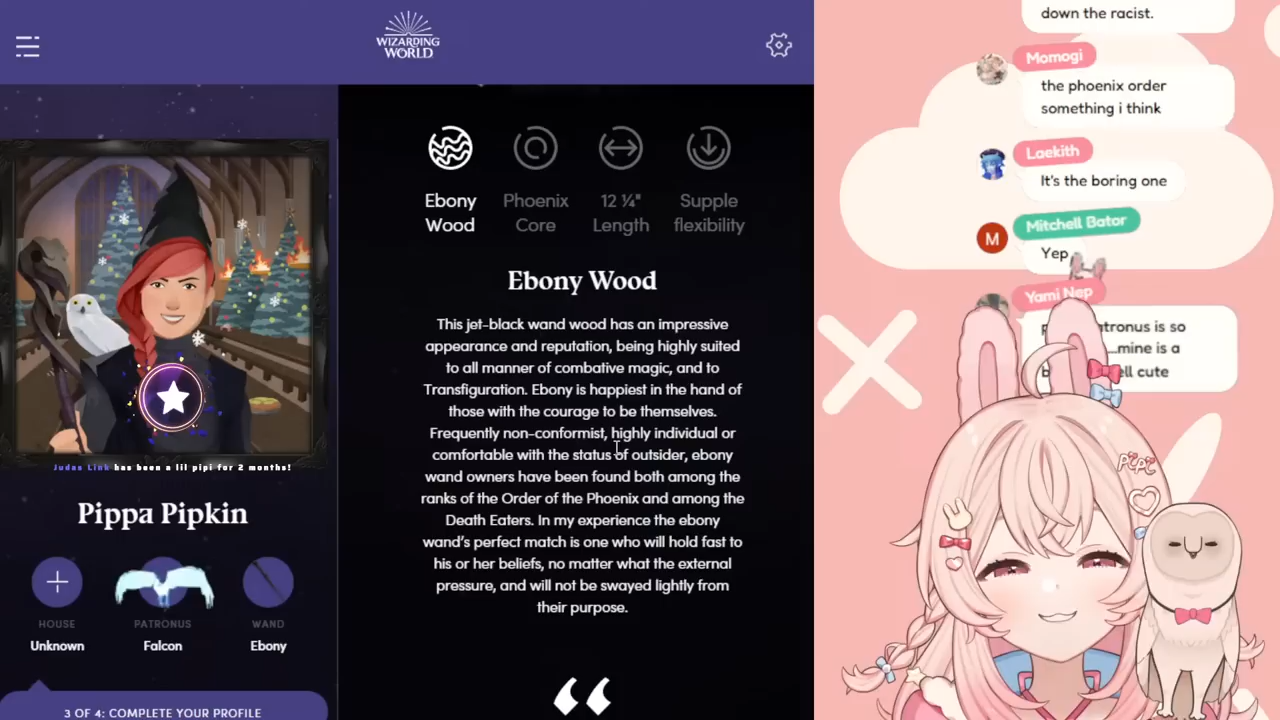 WIZARDING
WORLD
Judas Link has been a lil pipi for 2 months!
Pippa Pipkin
HOUSE
Unknown
PATRONUS
Falcon
WAND
Ebony
3 OF 4: COMPLETE YOUR PROFILE
Ebony
Wood
Phoenix
Core
12 ¼"
Length
Supple
flexibility
Ebony Wood
This jet-black wand wood has an impressive
appearance and reputation, being highly suited
to all manner of combative magic, and to
Transfiguration. Ebony is happiest in the hand of
those with the courage to be themselves.
Frequently non-conformist, highly individual or
comfortable with the status of outsider, ebony
wand owners have been found both among the
ranks of the Order of the Phoenix and among the
Death Eaters. In my experience the ebony
wand's perfect match is one who will hold fast to
his or her beliefs, no matter what the external
pressure, and will not be swayed lightly from
their purpose.
“
down the racist.
Momogi
the phoenix order
something i think
Laekith
It's the boring one
M
Mitchell Bator
Yep
Yami Nep
is so
...mine is a
cute
PiPi